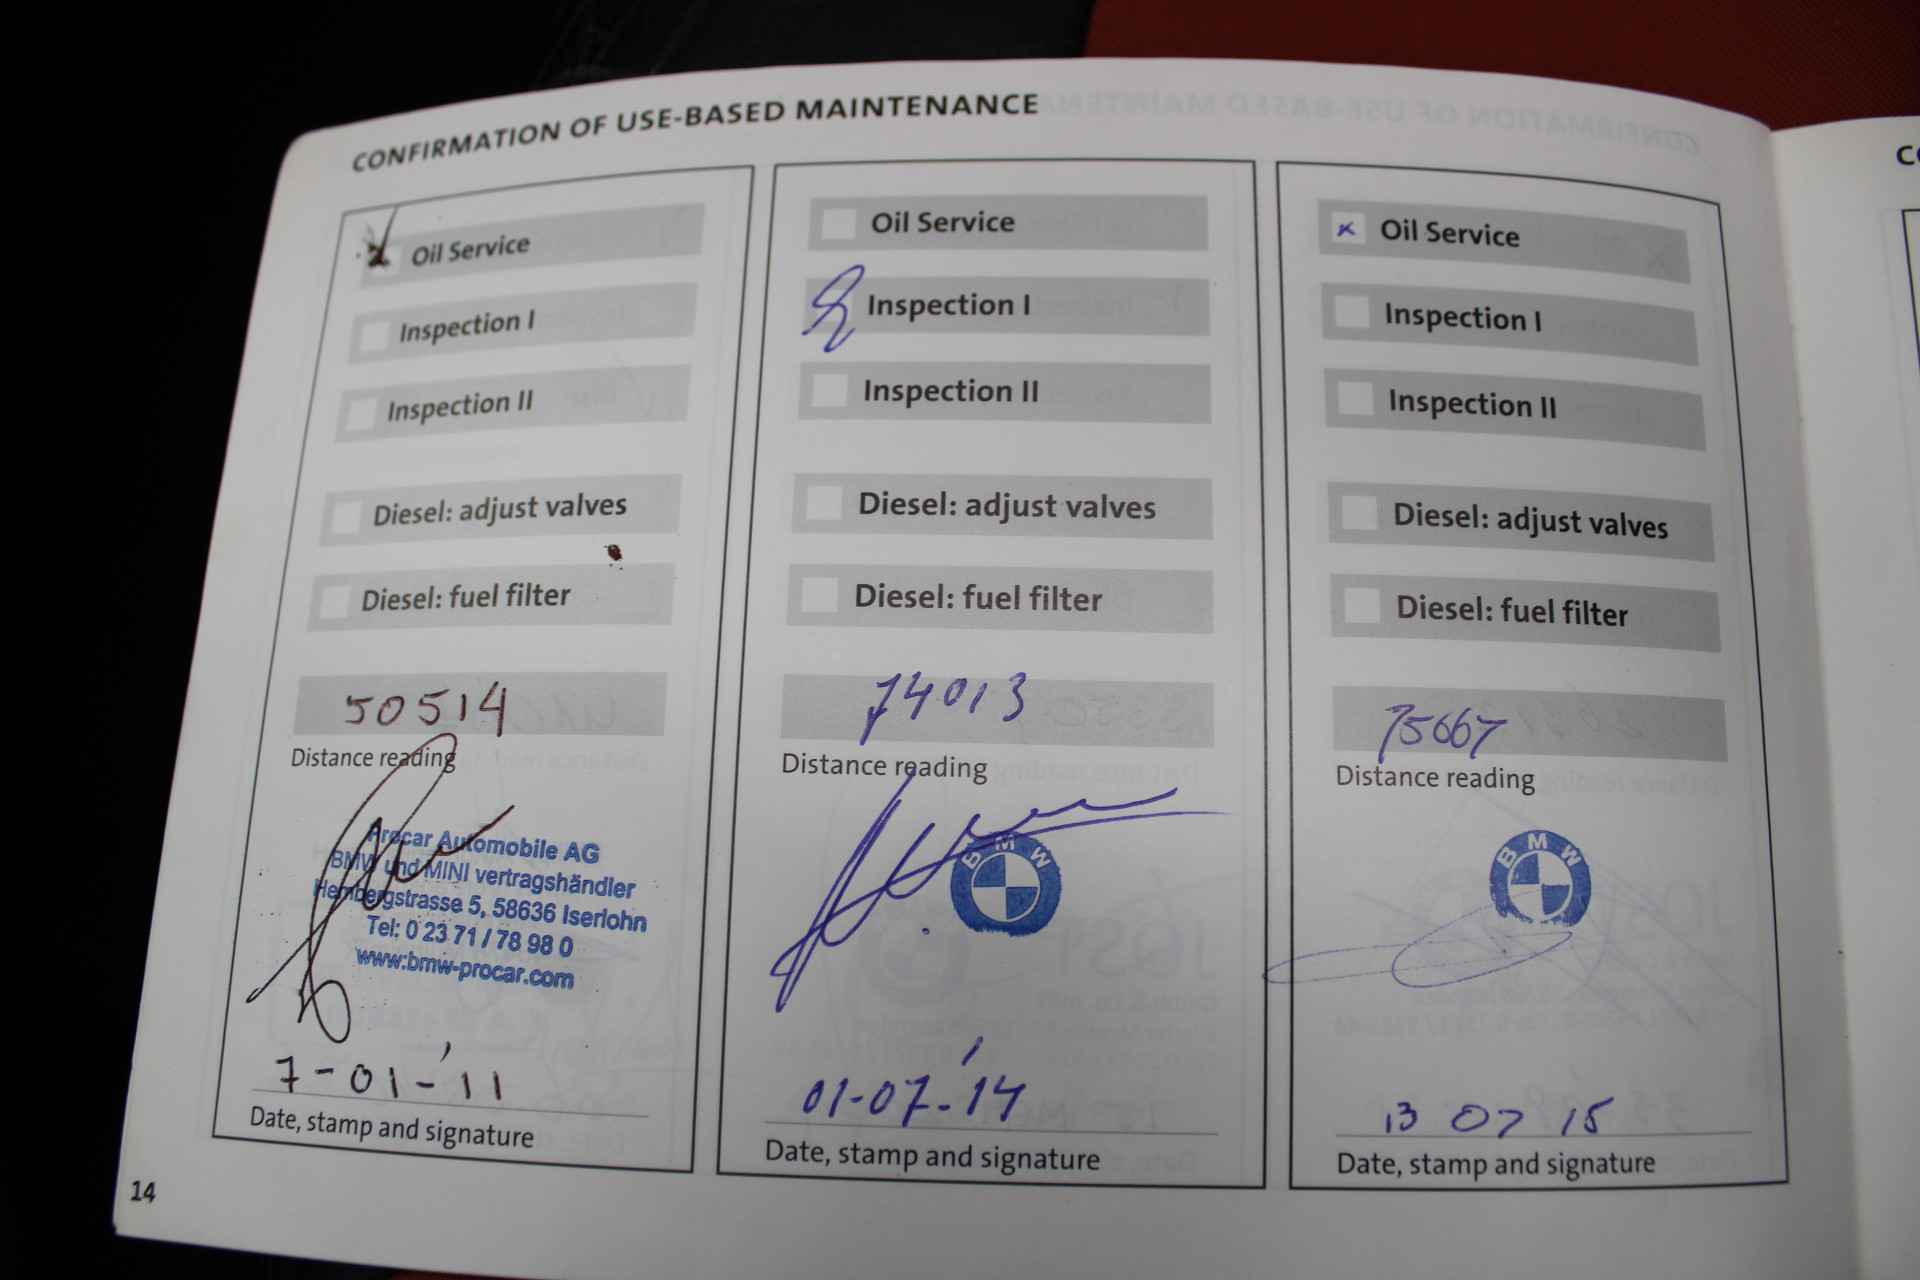 CONFIRMATION OF USE-BASED MAINTENANCE
Oil Service
Inspection I
Inspection II
Diesel: adjust valves
Diesel: fuel filter
50514
Distance reading
Procar Automobile AG
BMW und MINI vertragshändler
Hembergstrasse 5, 58636 Iserlohn
Tel: 0 23 71 / 78 98 0
www.bmw-procar.com
7-01-'11
Date, stamp and signature
Oil Service
Inspection I
Inspection II
Diesel: adjust valves
Diesel: fuel filter
74013
Distance reading
BMW
01-07-'14
Date, stamp and signature
x Oil Service
Inspection I
Inspection II
Diesel: adjust valves
Diesel: fuel filter
75667
Distance reading
BMW
13 07 15
Date, stamp and signature
14